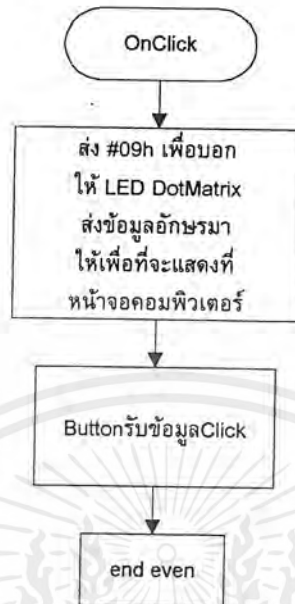 OnClick
ส่ง #09h เพื่อบอก
ให้ LED DotMatrix
ส่งข้อมูลอักษรมา
ให้เพื่อที่จะแสดงที่
หน้าจอคอมพิวเตอร์
Buttonรับข้อมูลClick
end even